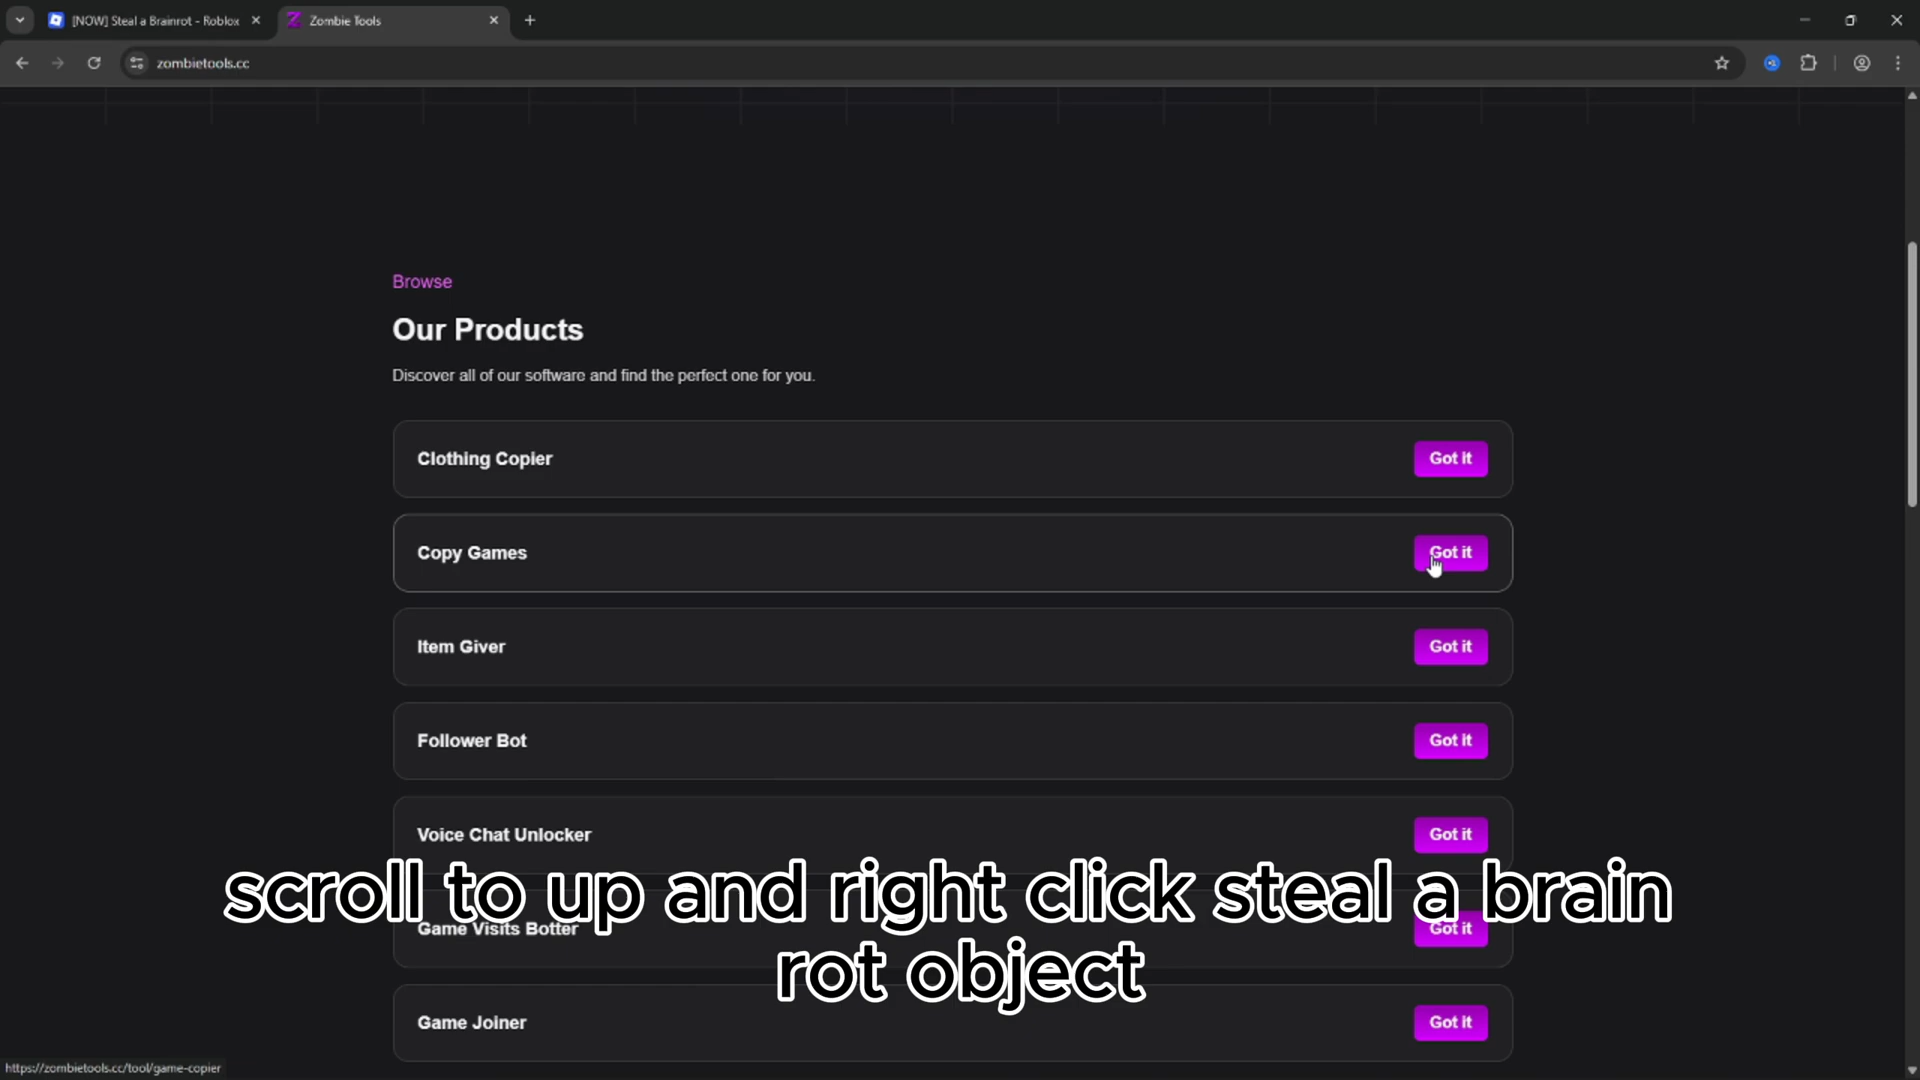 [NOW] Steal a Brainrot - Roblox
Zombie Tools
zombietools.cc
Browse
Our Products
Discover all of our software and find the perfect one for you.
Clothing Copier
Got it
Copy Games
Got it
Item Giver
Got it
Follower Bot
Got it
Voice Chat Unlocker
Got it
scroll to up and right click steal a brain
Game Visits Botter
Got it
rot object
Game Joiner
Got it
https://zombietools.cc/tool/game-copier